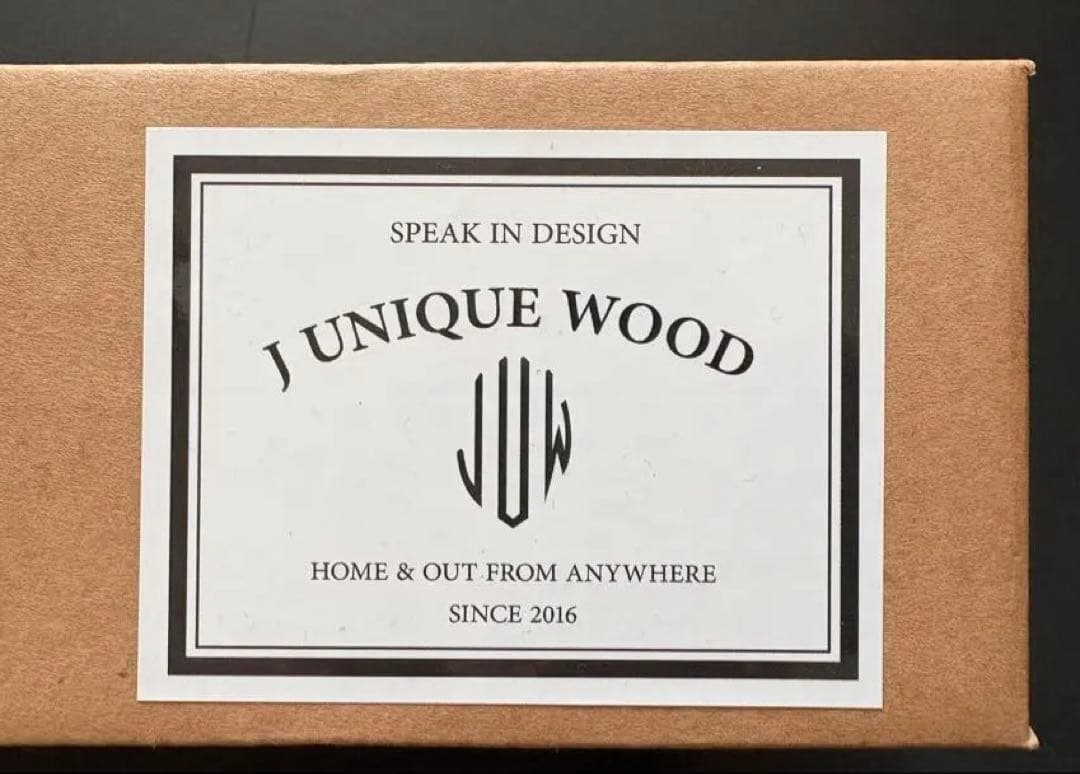 SPEAK IN DESIGN
J UNIQUE WOOD
JUW
HOME & OUT FROM ANYWHERE
SINCE 2016